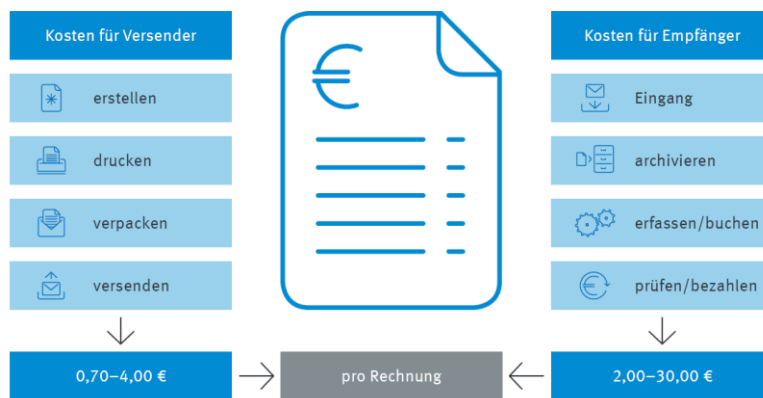 Kosten für Versender
erstellen
drucken
verpacken
versenden
0,70–4,00 €
€
pro Rechnung
Kosten für Empfänger
Eingang
archivieren
erfassen/buchen
prüfen/bezahlen
2,00–30,00 €